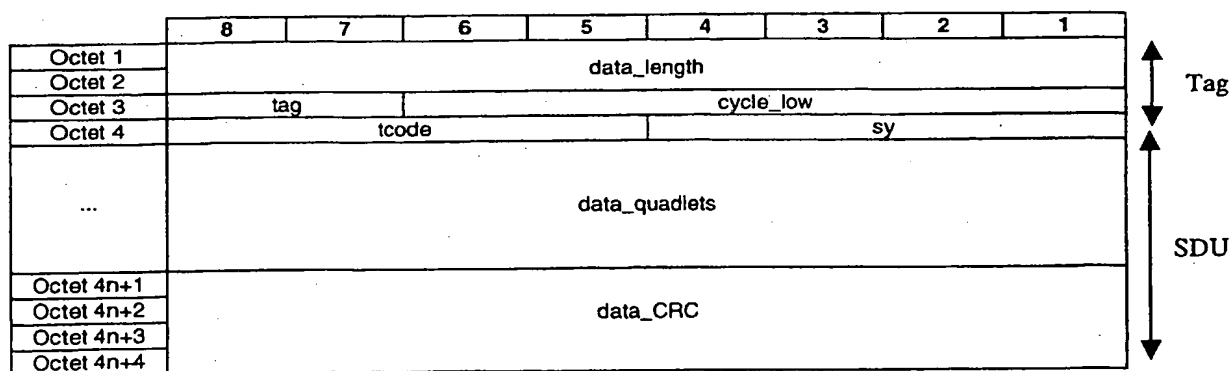 8 7 6 5 4 3 2 1
Octet 1
data_length
Octet 2
Tag
Octet 3 tag cycle_low
Octet 4 tcode sy
... data_quadlets
SDU
Octet 4n+1
Octet 4n+2 data_CRC
Octet 4n+3
Octet 4n+4